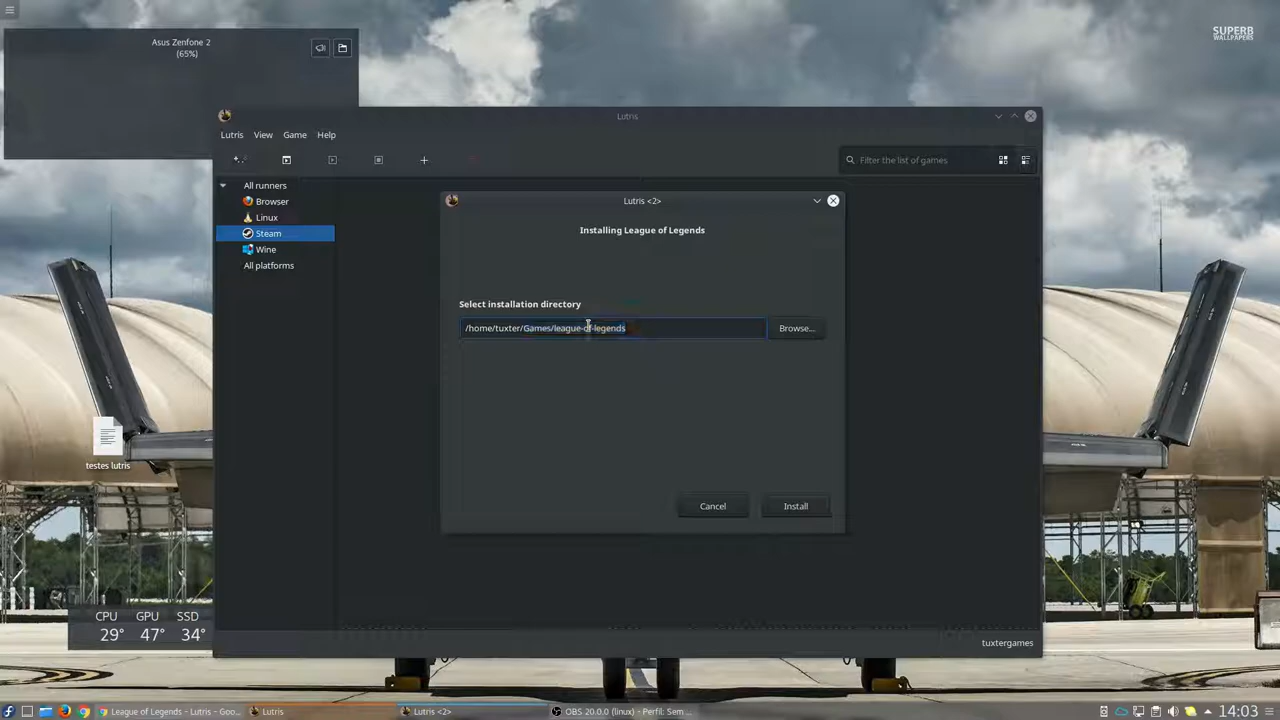 SUPERB
WALLPAPERS
Asus Zenfone 2
(65%)
Lutris
Lutris View Game Help
Filter the list of games
All runners
Browser
Linux
Steam
Wine
All platforms
Lutris <2>
Installing League of Legends
Select installation directory
/home/tuxter/Games/league-of-legends
Browse...
Cancel Install
testes lutris
CPU GPU SSD
29° 47° 34°
tuxtergames
League of Legends - Lutris - Goo...
Lutris
Lutris <2>
OBS 20.0.0 (linux) - Perfil: Sem ...
14:03